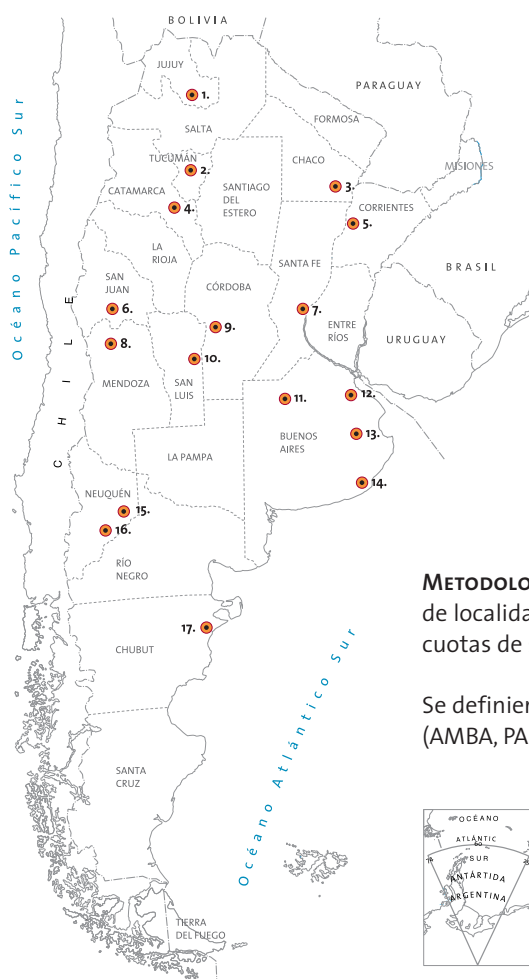 BOLIVIA
JUJUY
PARAGUAY
1.
FORMOSA
SALTA
TUCUMÁN
CHACO
MISIONES
2.
CATAMARCA
SANTIAGO
DEL
ESTERO
3.
4.
CORRIENTES
5.
LA
RIOJA
SANTA FE
BRASIL
SAN
JUAN
CÓRDOBA
6.
7.
9.
ENTRE
RÍOS
URUGUAY
8.
10.
MENDOZA
SAN
LUIS
11.
12.
BUENOS
AIRES
13.
LA PAMPA
14.
NEUQUÉN
15.
16.
RÍO
NEGRO
17.
CHUBUT
SANTA
CRUZ
TIERRA
DEL FUEGO
CHILE
Océano Pacífico Sur
Océano Atlántico Sur
METODOLO
de localida
cuotas de
Se definier
(AMBA, PA
OCÉANO
ATLÁNTIC
60
SUR
ANTÁRTIDA
ARGENTINA